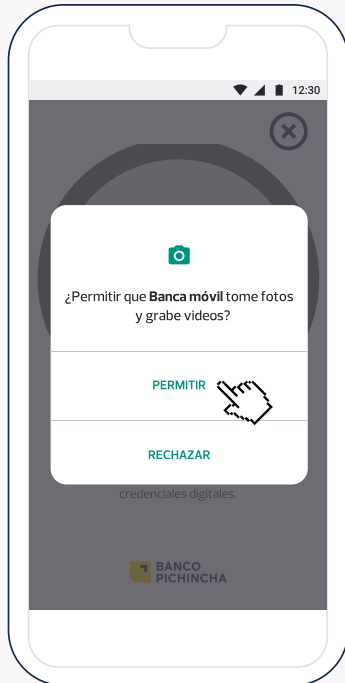 12:30
¿Permitir que Banca móvil tome fotos
y grabe videos?
PERMITIR
RECHAZAR
credenciales digitales.
BANCO
PICHINCHA